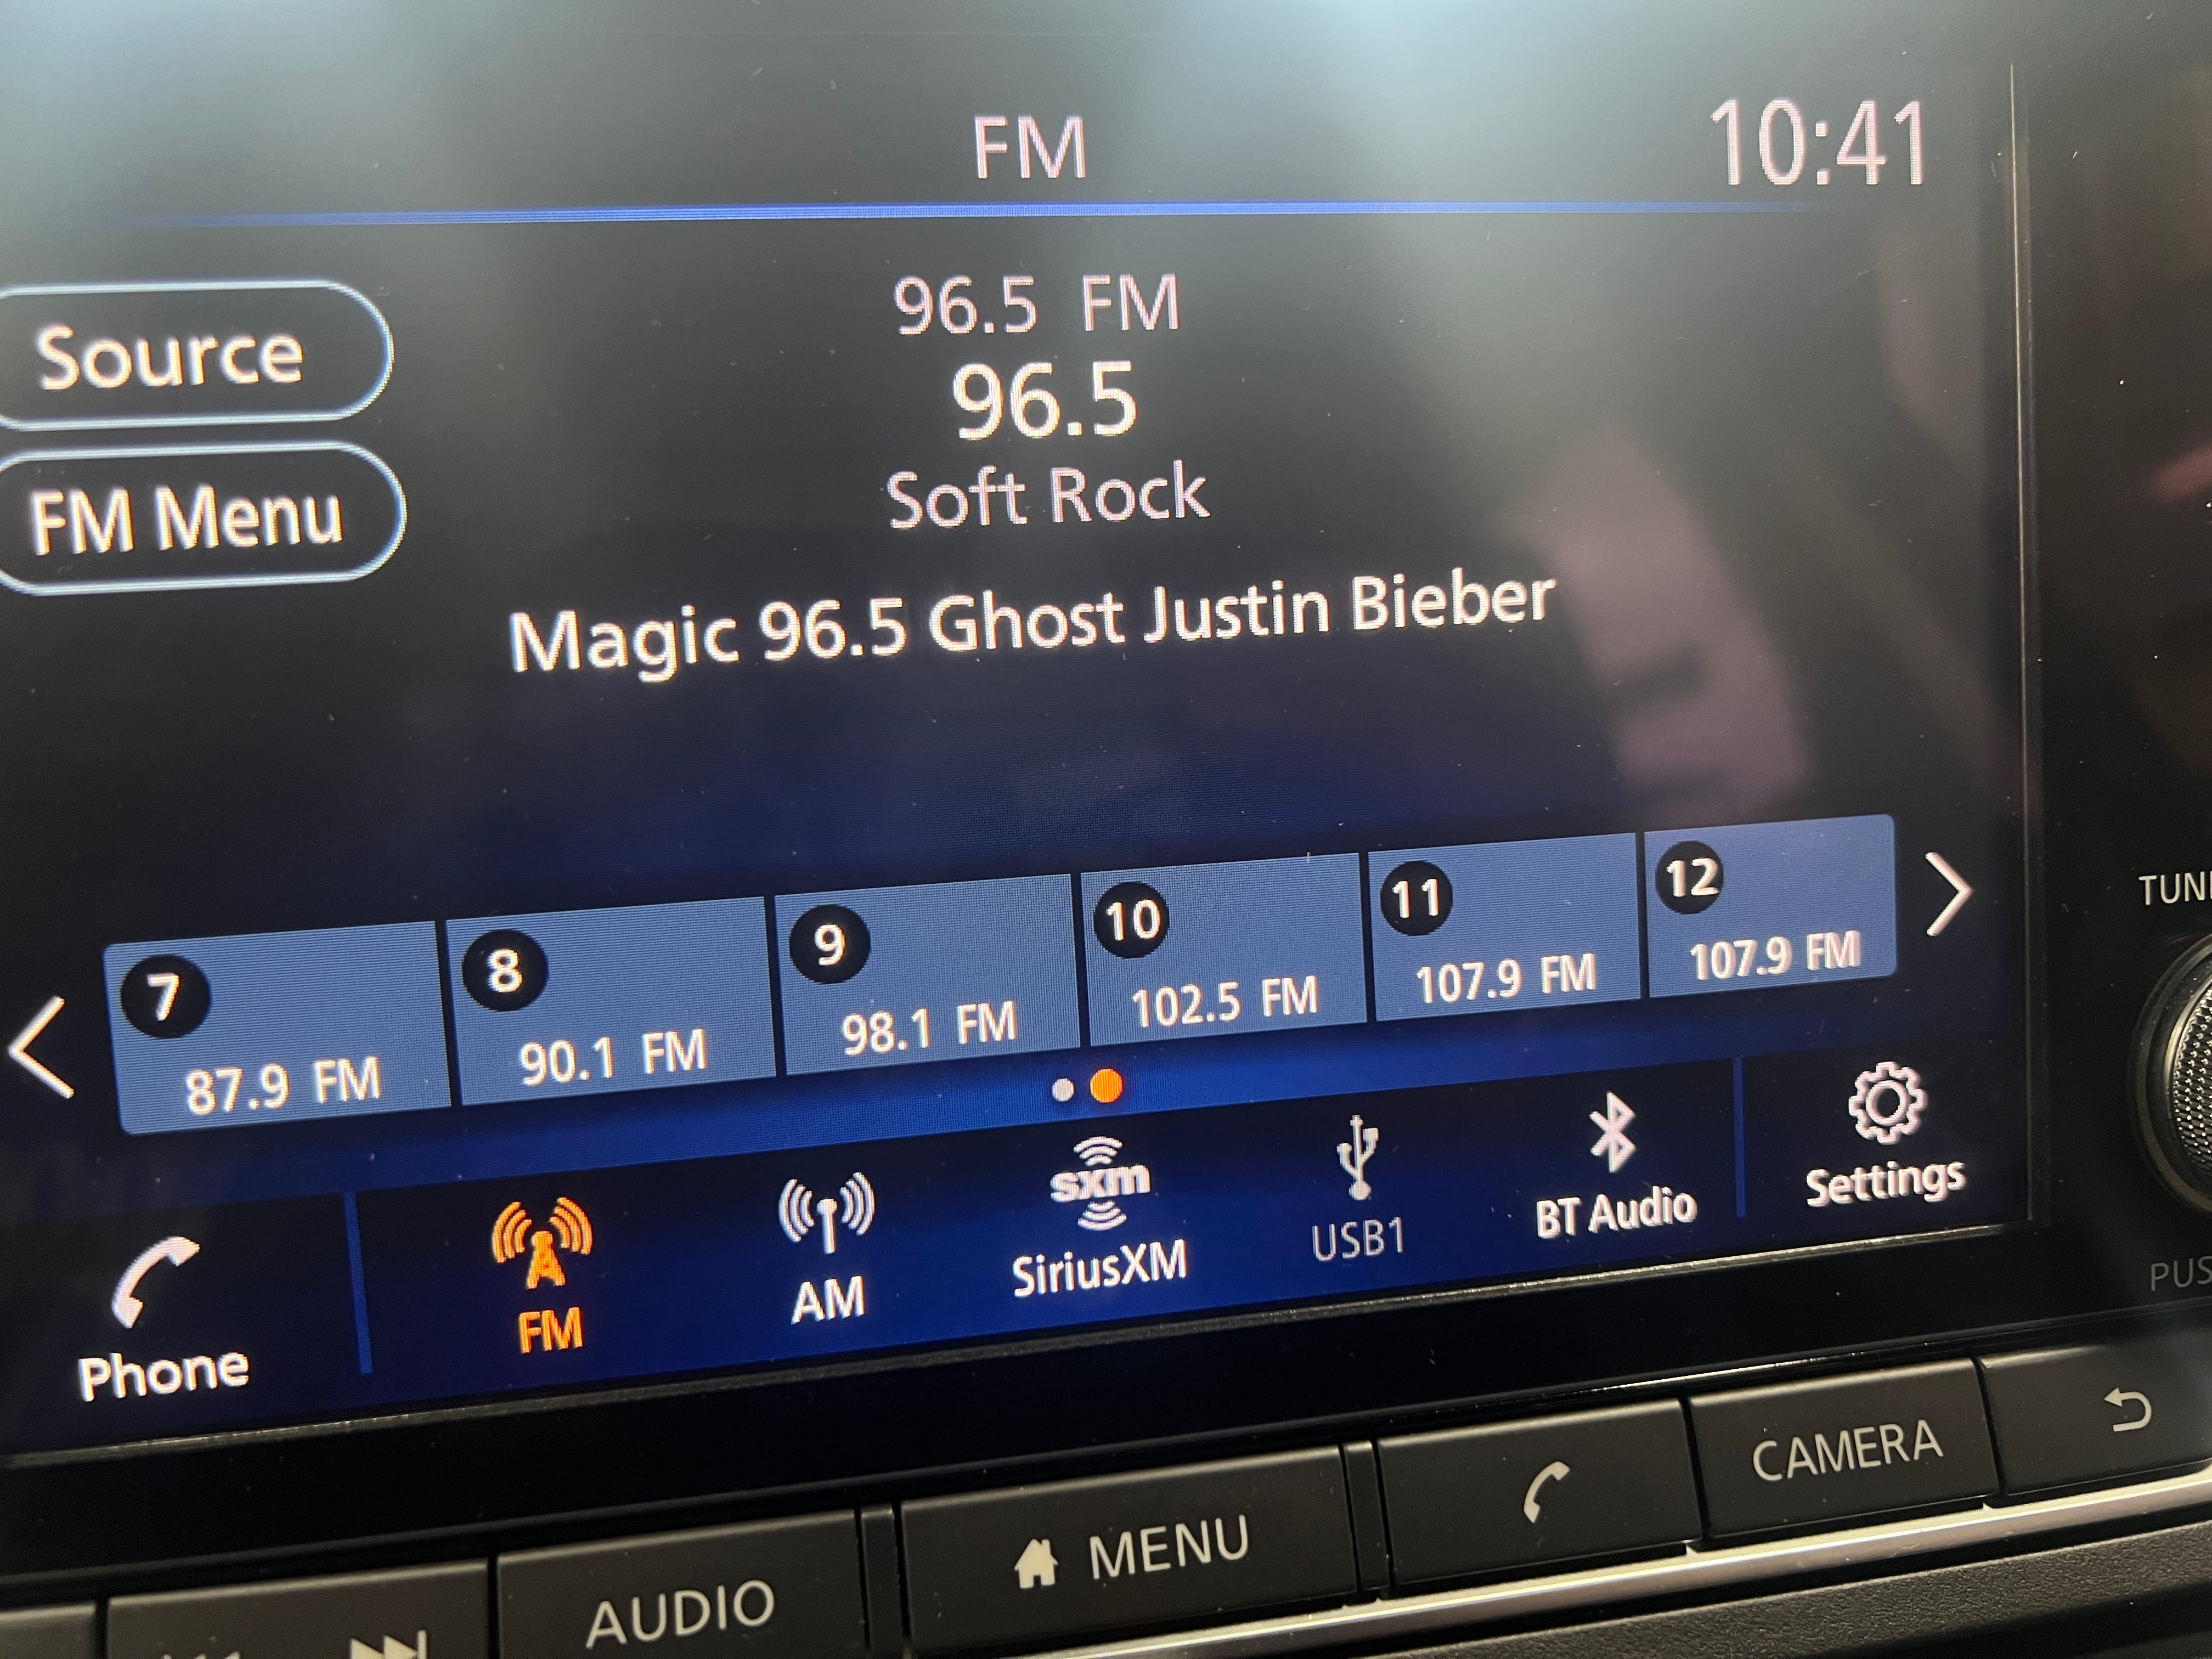 FM
10:41
Source
FM Menu
96.5 FM
96.5
Soft Rock
Magic 96.5 Ghost Justin Bieber
7
87.9 FM
8
90.1 FM
9
98.1 FM
10
102.5 FM
11
107.9 FM
12
107.9 FM
Phone
FM
AM
sxm
SiriusXM
USB1
BT Audio
Settings
AUDIO
MENU
CAMERA